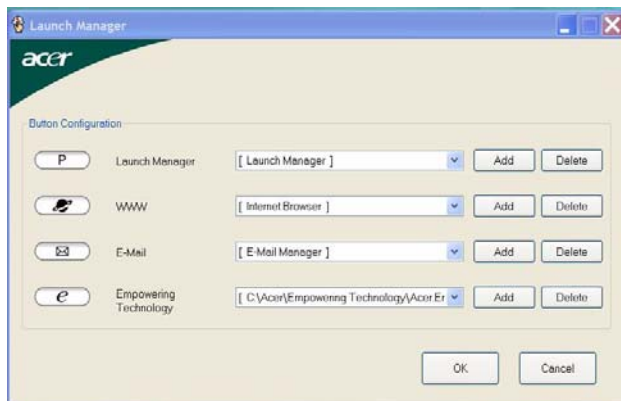 Launch Manager
acer
Button Configuration
P Launch Manager [ Launch Manager ] Add Delete
WWW [ Internet Browser ] Add Delete
E-Mail [ E-Mail Manager ] Add Delete
e Empowering Technology [ C:\Acer\Empowering Technology\Acer.Er Add Delete
OK Cancel